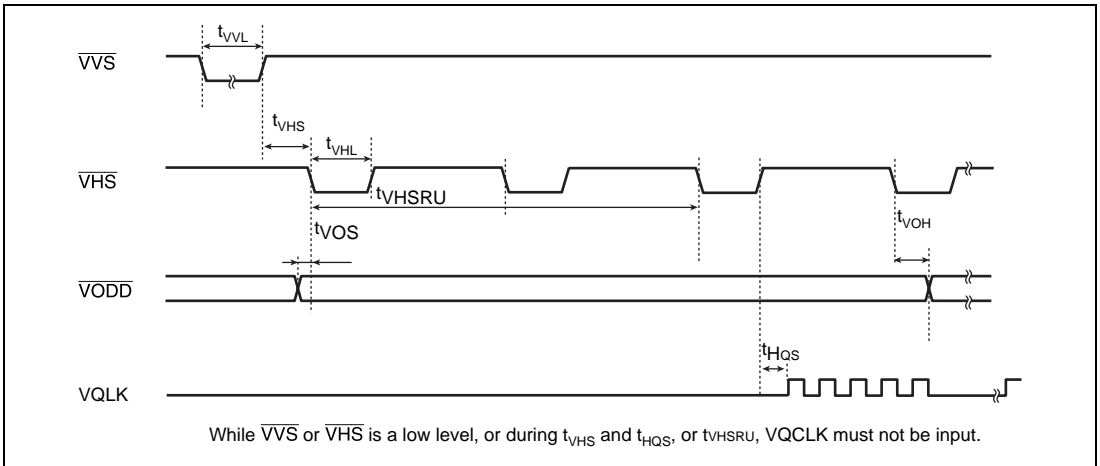 tVVL
VVS
tVHS
tVHL
VHS
tVHSRU
tVOS
tVOH
VODD
tHQS
VQLK
While VVS or VHS is a low level, or during tVHS and tHQS, or tVHSRU, VQCLK must not be input.